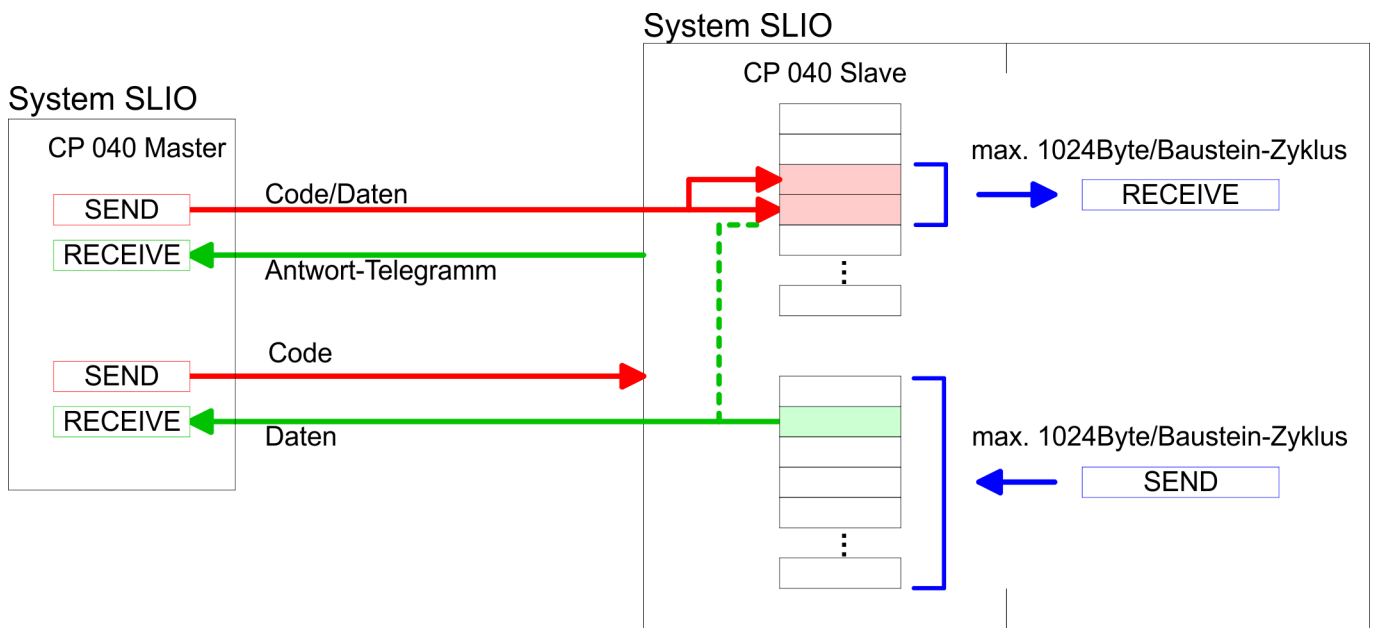 System SLIO
CP 040 Master
SEND
RECEIVE
SEND
RECEIVE
Code/Daten
Antwort-Telegramm
Code
Daten
System SLIO
CP 040 Slave
max. 1024Byte/Baustein-Zyklus
RECEIVE
max. 1024Byte/Baustein-Zyklus
SEND